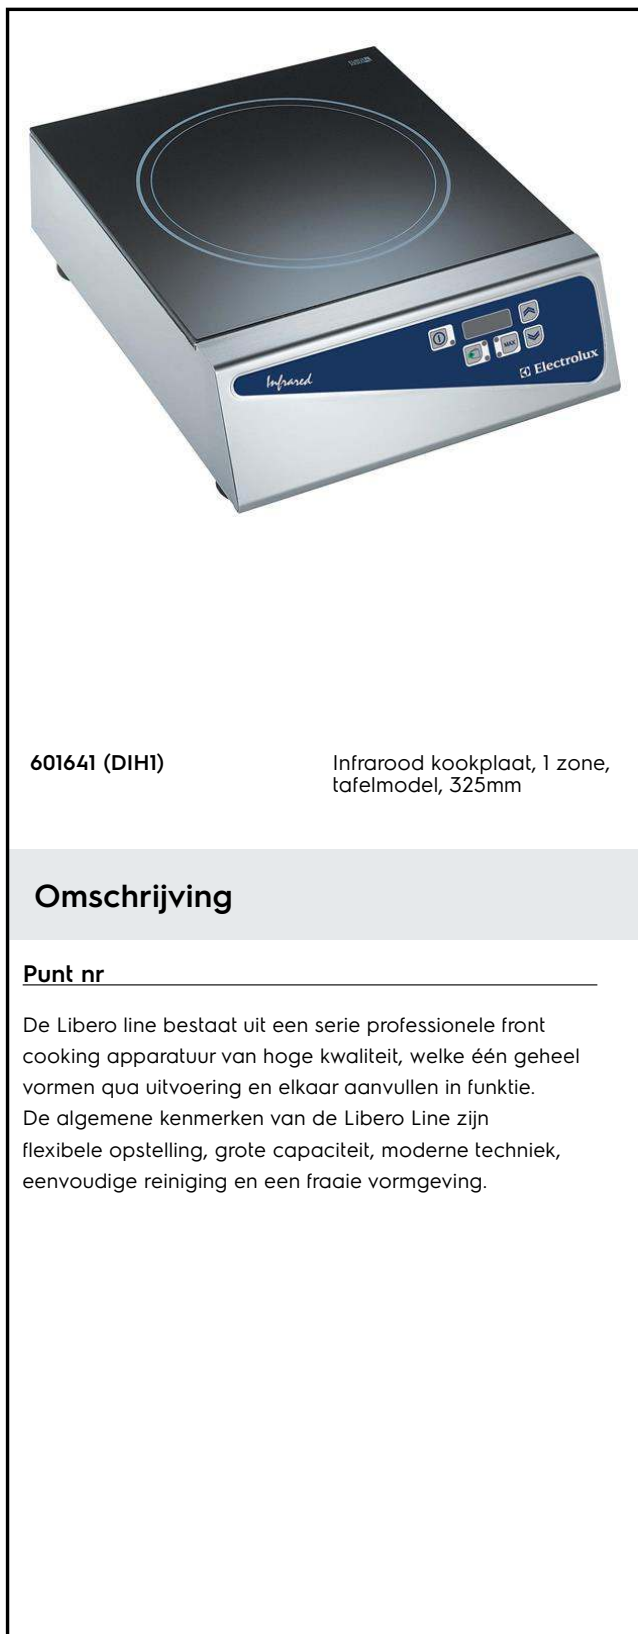 Infrared
MAX
Electrolux
601641 (DIH1)
Infrarood kookplaat, 1 zone,
tafelmodel, 325mm
Omschrijving
Punt nr
De Libero line bestaat uit een serie professionele front
cooking apparatuur van hoge kwaliteit, welke één geheel
vormen qua uitvoering en elkaar aanvullen in funktie.
De algemene kenmerken van de Libero Line zijn
flexibele opstelling, grote capaciteit, moderne techniek,
eenvoudige reiniging en een fraaie vormgeving.